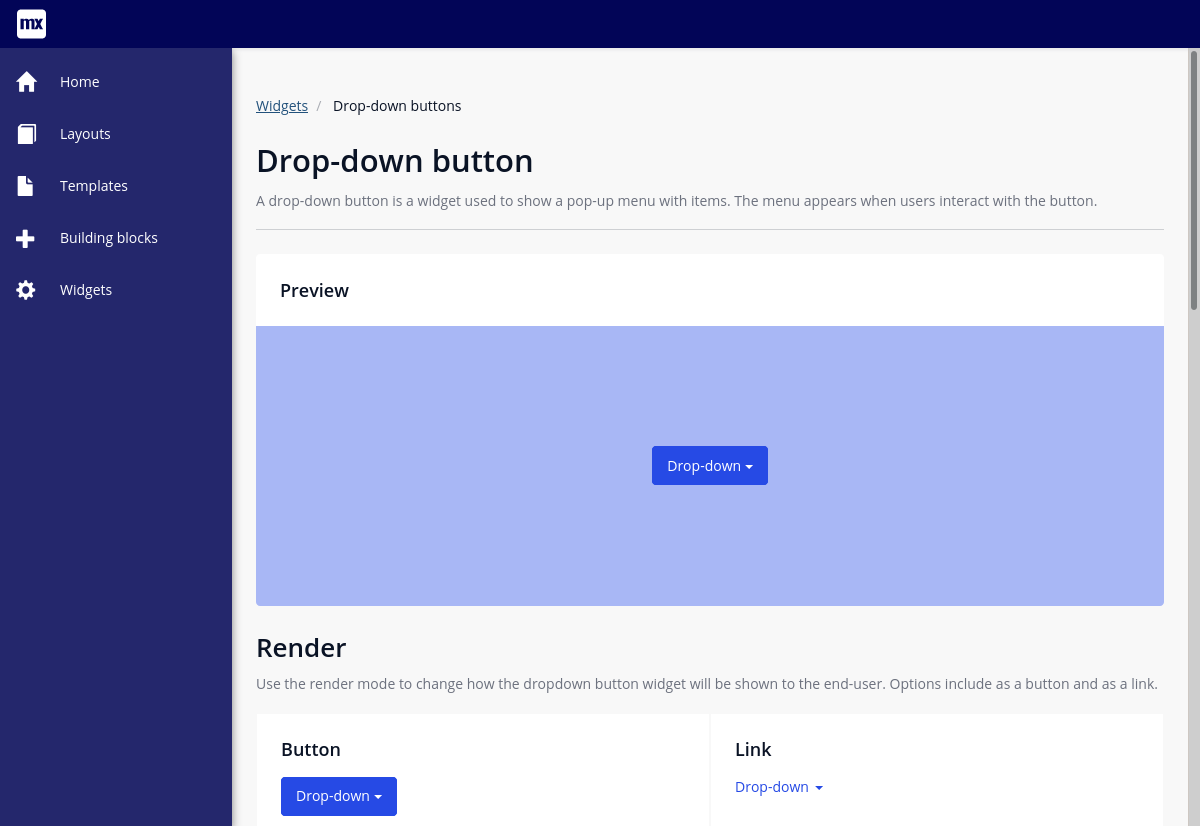 mx
Home
Layouts
Templates
Building blocks
Widgets
Widgets / Drop-down buttons
Drop-down button
A drop-down button is a widget used to show a pop-up menu with items. The menu appears when users interact with the button.
Preview
Drop-down
Render
Use the render mode to change how the dropdown button widget will be shown to the end-user. Options include as a button and as a link.
Button
Drop-down
Link
Drop-down